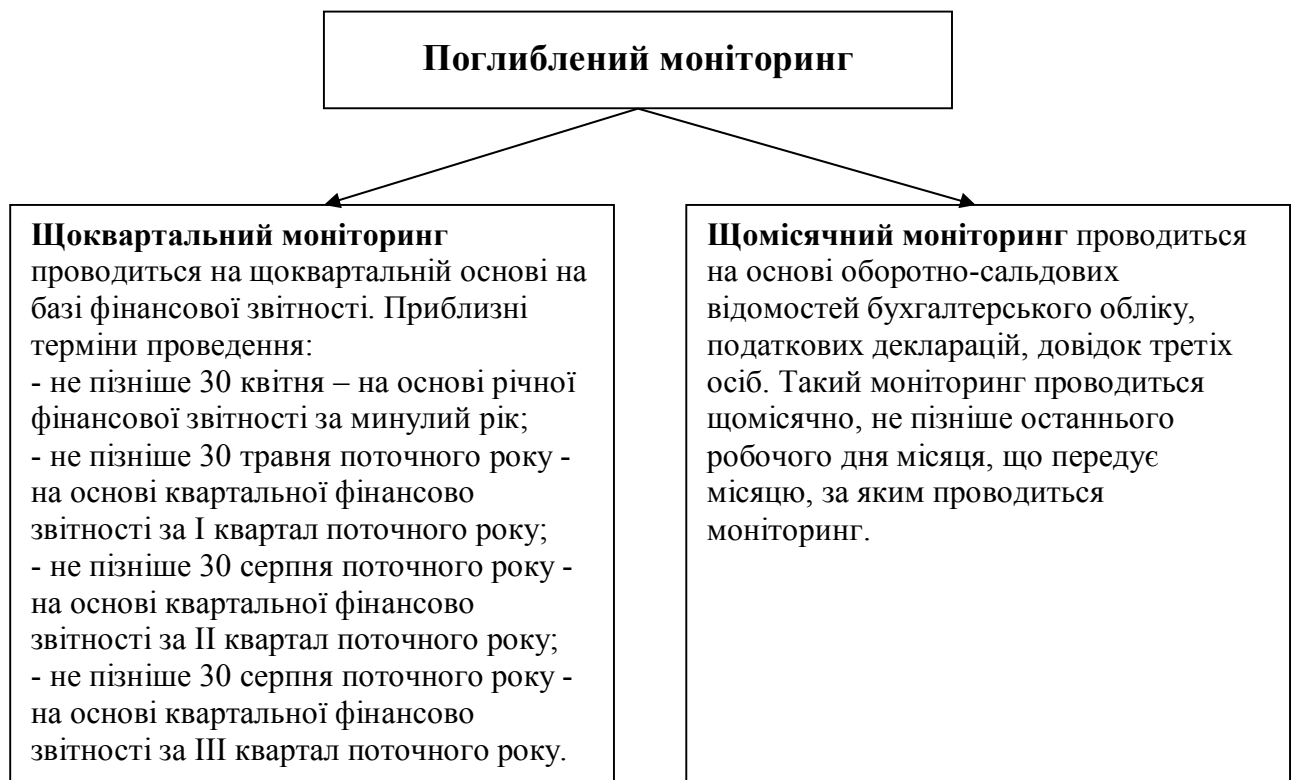 Поглиблений моніторинг
Щоквартальний моніторинг
проводиться на щоквартальній основі на
базі фінансової звітності. Приблизні
терміни проведення:
- не пізніше 30 квітня – на основі річної
фінансової звітності за минулий рік;
- не пізніше 30 травня поточного року -
на основі квартальної фінансово
звітності за I квартал поточного року;
- не пізніше 30 серпня поточного року -
на основі квартальної фінансово
звітності за II квартал поточного року;
- не пізніше 30 серпня поточного року -
на основі квартальної фінансово
звітності за III квартал поточного року.
Щомісячний моніторинг проводиться
на основі оборотно-сальдових
відомостей бухгалтерського обліку,
податкових декларацій, довідок третіх
осіб. Такий моніторинг проводиться
щомісячно, не пізніше останнього
робочого дня місяця, що передує
місяцю, за яким проводиться
моніторинг.